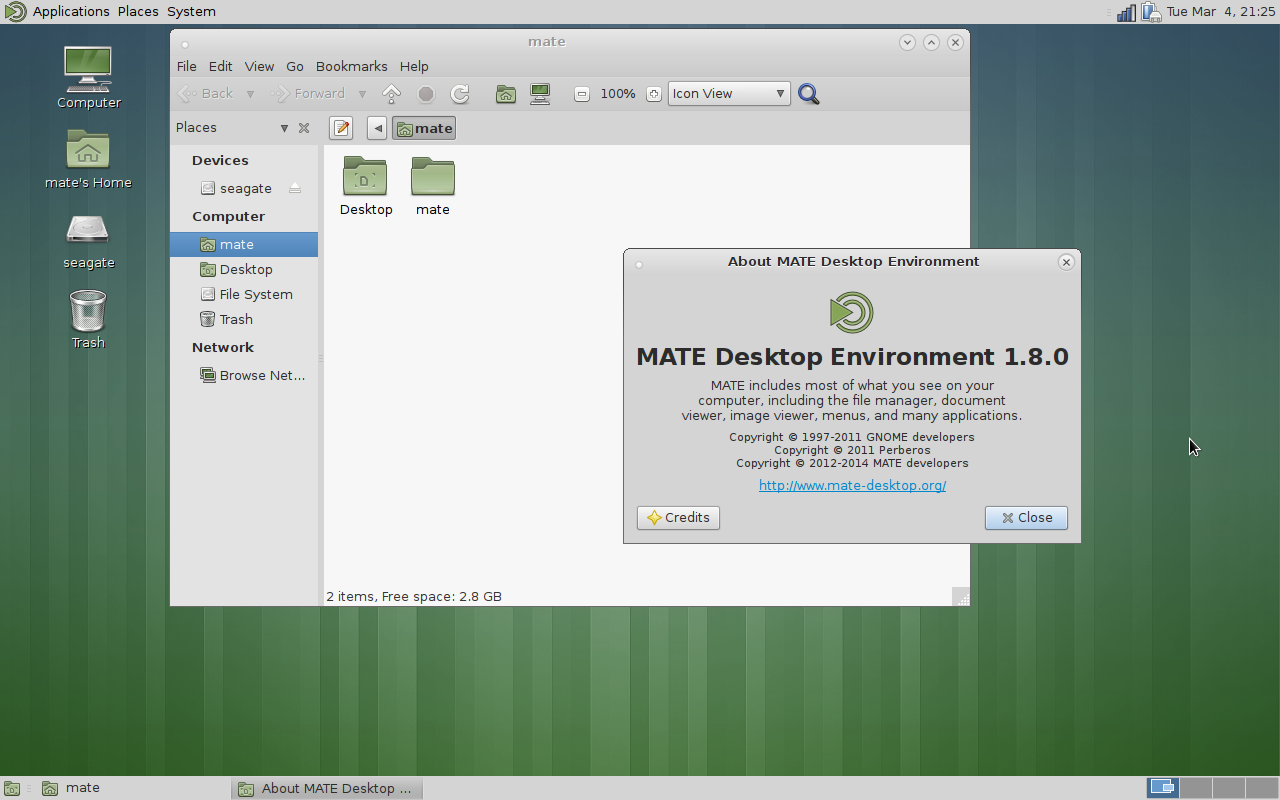 Applications Places System
Tue Mar 4, 21:25
Computer
mate's Home
seagate
Trash
mate
File Edit View Go Bookmarks Help
Back Forward 100% Icon View
Places
mate
Devices
seagate
Computer
mate
Desktop
File System
Trash
Network
Browse Net...
D
Desktop mate
2 items, Free space: 2.8 GB
About MATE Desktop Environment
MATE Desktop Environment 1.8.0
MATE includes most of what you see on your
computer, including the file manager, document
viewer, image viewer, menus, and many applications.
Copyright © 1997-2011 GNOME developers
Copyright © 2011 Perberos
Copyright © 2012-2014 MATE developers
http://www.mate-desktop.org/
Credits Close
mate
About MATE Desktop ...